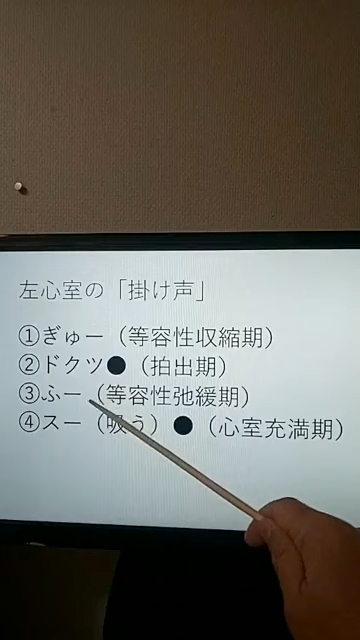 左心室の「掛け声」
①ぎゅー（等容性収縮期）
②ドクツ●（拍出期）
③ふー（等容性弛緩期）
④スー（吸う）●（心室充満期）